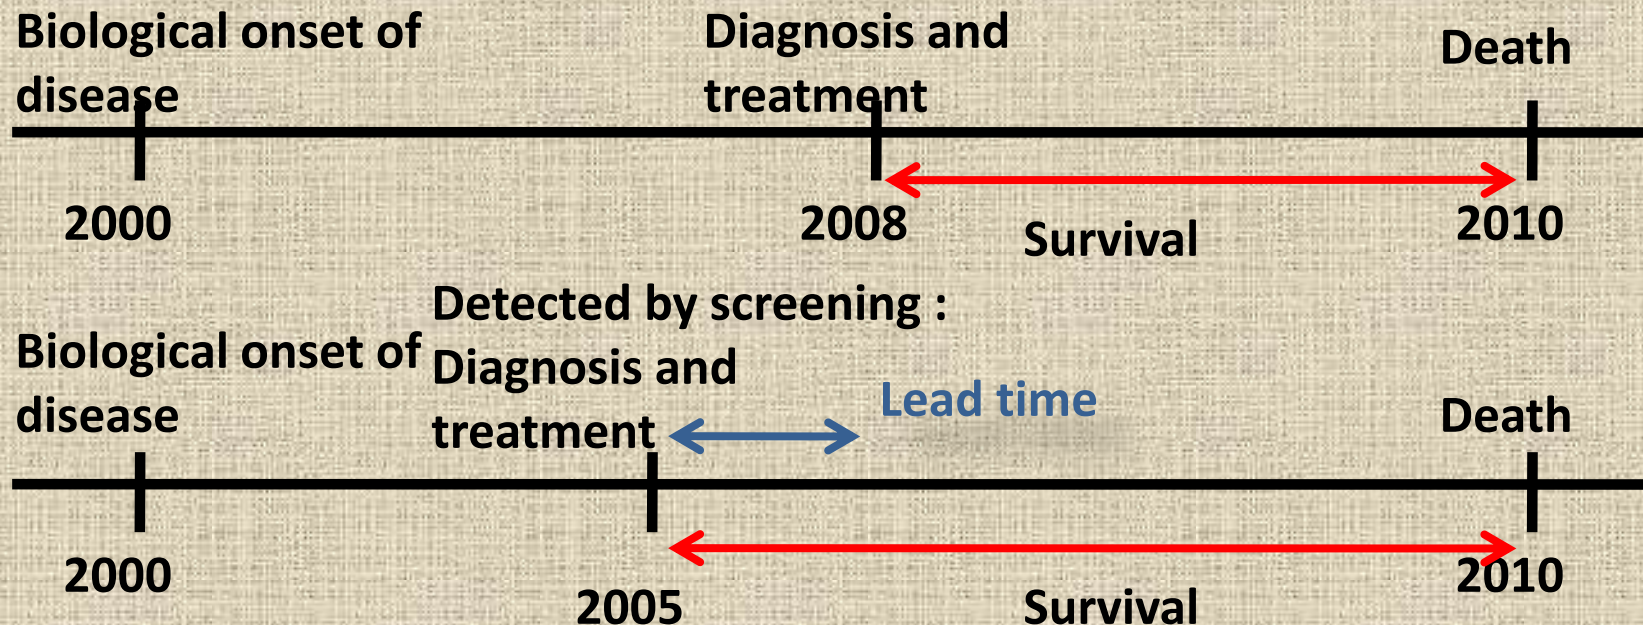 Biological onset of
disease
Diagnosis and
treatment
Death
2000
2008
Survival
2010
Detected by screening :
Biological onset of
disease
Diagnosis and
treatment
Lead time
Death
2000
2005
Survival
2010